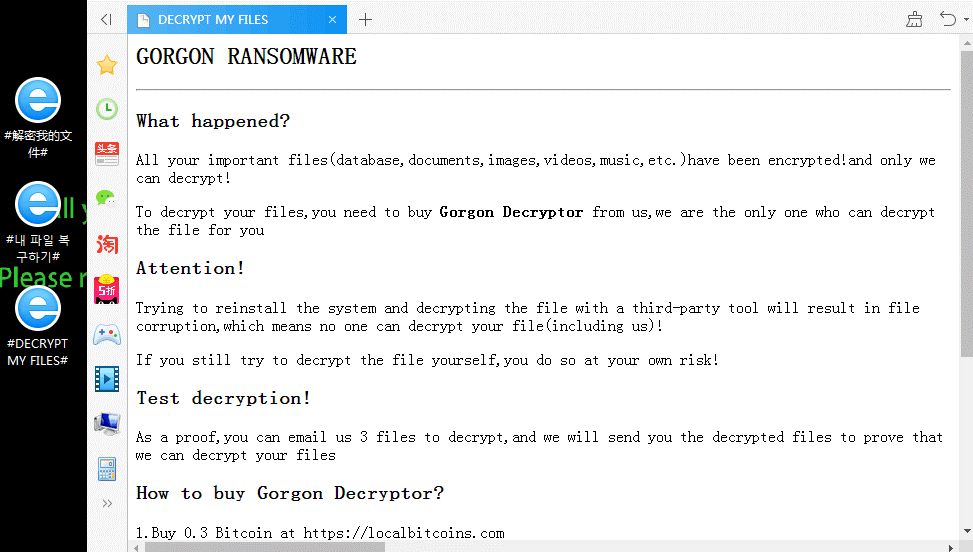 DECRYPT MY FILES
GORGON RANSOMWARE
What happened?
All your important files(database,documents,images,videos,music,etc.)have been encrypted!and only we
can decrypt!
To decrypt your files,you need to buy Gorgon Decryptor from us,we are the only one who can decrypt
the file for you
Attention!
Trying to reinstall the system and decrypting the file with a third-party tool will result in file
corruption,which means no one can decrypt your file(including us)!
If you still try to decrypt the file yourself,you do so at your own risk!
Test decryption!
As a proof,you can email us 3 files to decrypt,and we will send you the decrypted files to prove that
we can decrypt your files
How to buy Gorgon Decryptor?
1.Buy 0.3 Bitcoin at https://localbitcoins.com
#解密我的文
件#
all y
#내 파일 복
구하기#
Please r
#DECRYPT
MY FILES#
头条
淘
5折